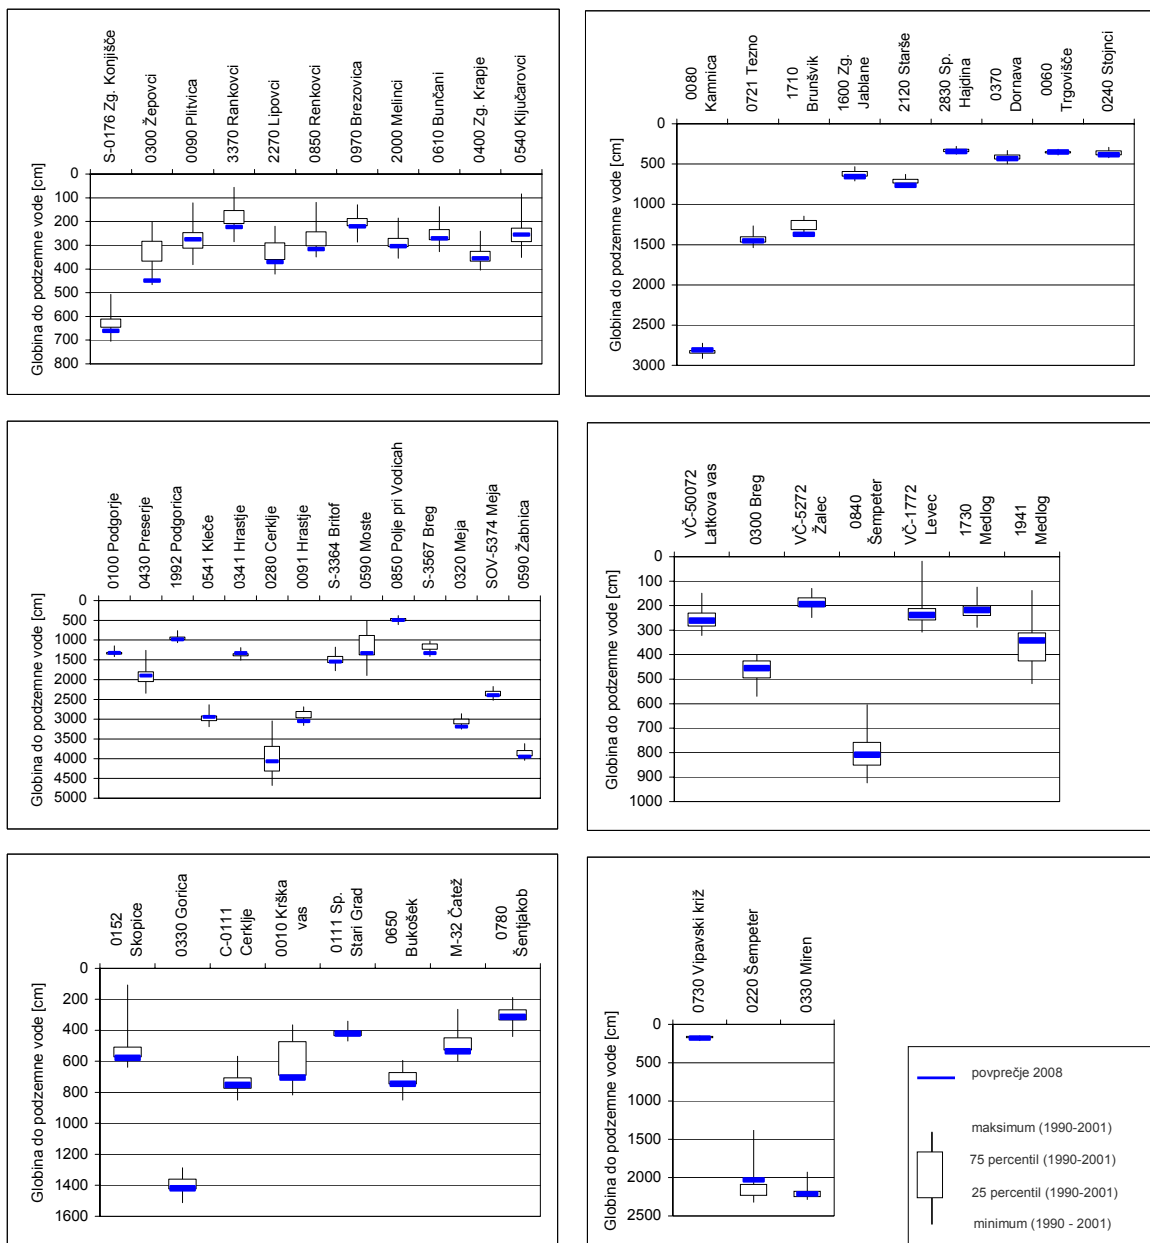 S-0176 Zg. Konjišče
0300 Žepovci
0090 Plitvica
3370 Rankovci
2270 Lipovci
0850 Renkovci
0970 Brezovica
2000 Melinci
0610 Bunčani
0400 Zg. Krapje
0540 Ključarovci
Globina do podzemne vode [cm]
0
100
200
300
400
500
600
700
800
0080
Kamnica
0721 Tezno
1710
Brunšvik
1600 Zg.
Jablane
2120 Starše
2830 Sp.
Hajdina
0370
Dornava
0060
Trgovišče
0240 Stojnci
Globina do podzemne vode [cm]
0
500
1000
1500
2000
2500
3000
0100 Podgorje
0430 Preserje
1992 Podgorica
0541 Kleče
0341 Hrastje
0280 Cerklje
0091 Hrastje
S-3364 Britof
0590 Moste
0850 Polje pri Vodicah
S-3567 Breg
0320 Meja
SOV-5374 Meja
0590 Žabnica
Globina do podzemne vode [cm]
0
500
1000
1500
2000
2500
3000
3500
4000
4500
5000
VČ-50072
Latkova vas
0300 Breg
VČ-5272
Žalec
0840
Šempeter
VČ-1772
Levec
1730
Medlog
1941
Medlog
Globina do podzemne vode [cm]
0
100
200
300
400
500
600
700
800
900
1000
0152
Skopice
0330 Gorica
C-0111
Cerklje
0010 Krška
vas
0111 Sp.
Stari Grad
0650
Bukošek
M-32 Čatež
0780
Šentjakob
Globina do podzemne vode [cm]
0
200
400
600
800
1000
1200
1400
1600
0730 Vipavski križ
0220 Šempeter
0330 Miren
Globina do podzemne vode [cm]
0
500
1000
1500
2000
2500
povprečje 2008
maksimum (1990-2001)
75 percentil (1990-2001)
25 percentil (1990-2001)
minimum (1990 - 2001)